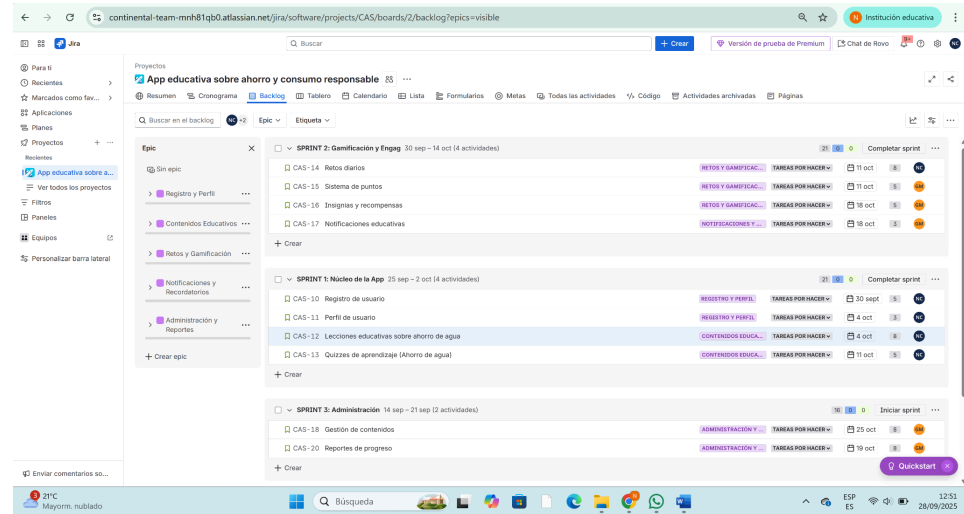 continental-team-mnh81qb0.atlassian.net/jira/software/projects/CAS/boards/2/backlog?epics=visible
N Institución educativa
Jira
Buscar
+ Crear
Versión de prueba de Premium
Chat de Rovo
9+
NC
Para ti
Recientes
Marcados como fav...
Aplicaciones
Planes
Proyectos
Recientes
App educativa sobre a...
Ver todos los proyectos
Filtros
Paneles
Equipos
Personalizar barra lateral
Enviar comentarios so...
Proyectos
App educativa sobre ahorro y consumo responsable
Resumen Cronograma Backlog Tablero Calendario Lista Formularios Metas Todas las actividades Código Actividades archivadas Páginas
Buscar en el backlog NC +2 Epic Etiqueta
Epic
Sin epic
Registro y Perfil
Contenidos Educativos
Retos y Gamificación
Notificaciones y Recordatorios
Administración y Reportes
+ Crear epic
SPRINT 2: Gamificación y Engag 30 sep – 14 oct (4 actividades) 21 0 0 Completar sprint
CAS-14 Retos diarios RETOS Y GAMIFICAC... TAREAS POR HACER 11 oct 8 NC
CAS-15 Sistema de puntos RETOS Y GAMIFICAC... TAREAS POR HACER 11 oct 5 GM
CAS-16 Insignias y recompensas RETOS Y GAMIFICAC... TAREAS POR HACER 18 oct 5 GM
CAS-17 Notificaciones educativas NOTIFICACIONES Y ... TAREAS POR HACER 18 oct 3 GM
+ Crear
SPRINT 1: Núcleo de la App 25 sep – 2 oct (4 actividades) 21 0 0 Completar sprint
CAS-10 Registro de usuario REGISTRO Y PERFIL TAREAS POR HACER 30 sept 5 NC
CAS-11 Perfil de usuario REGISTRO Y PERFIL TAREAS POR HACER 4 oct 3 NC
CAS-12 Lecciones educativas sobre ahorro de agua CONTENIDOS EDUCA... TAREAS POR HACER 4 oct 8 NC
CAS-13 Quizzes de aprendizaje (Ahorro de agua) CONTENIDOS EDUCA... TAREAS POR HACER 11 oct 5 NC
+ Crear
SPRINT 3: Administración 14 sep – 21 sep (2 actividades) 16 0 0 Iniciar sprint
CAS-18 Gestión de contenidos ADMINISTRACIÓN Y ... TAREAS POR HACER 25 oct 8 GM
CAS-20 Reportes de progreso ADMINISTRACIÓN Y ... TAREAS POR HACER 19 oct 8 GM
+ Crear
Quickstart
3 21°C
Mayorm. nublado
Búsqueda
ESP
ES
12:51
28/09/2025